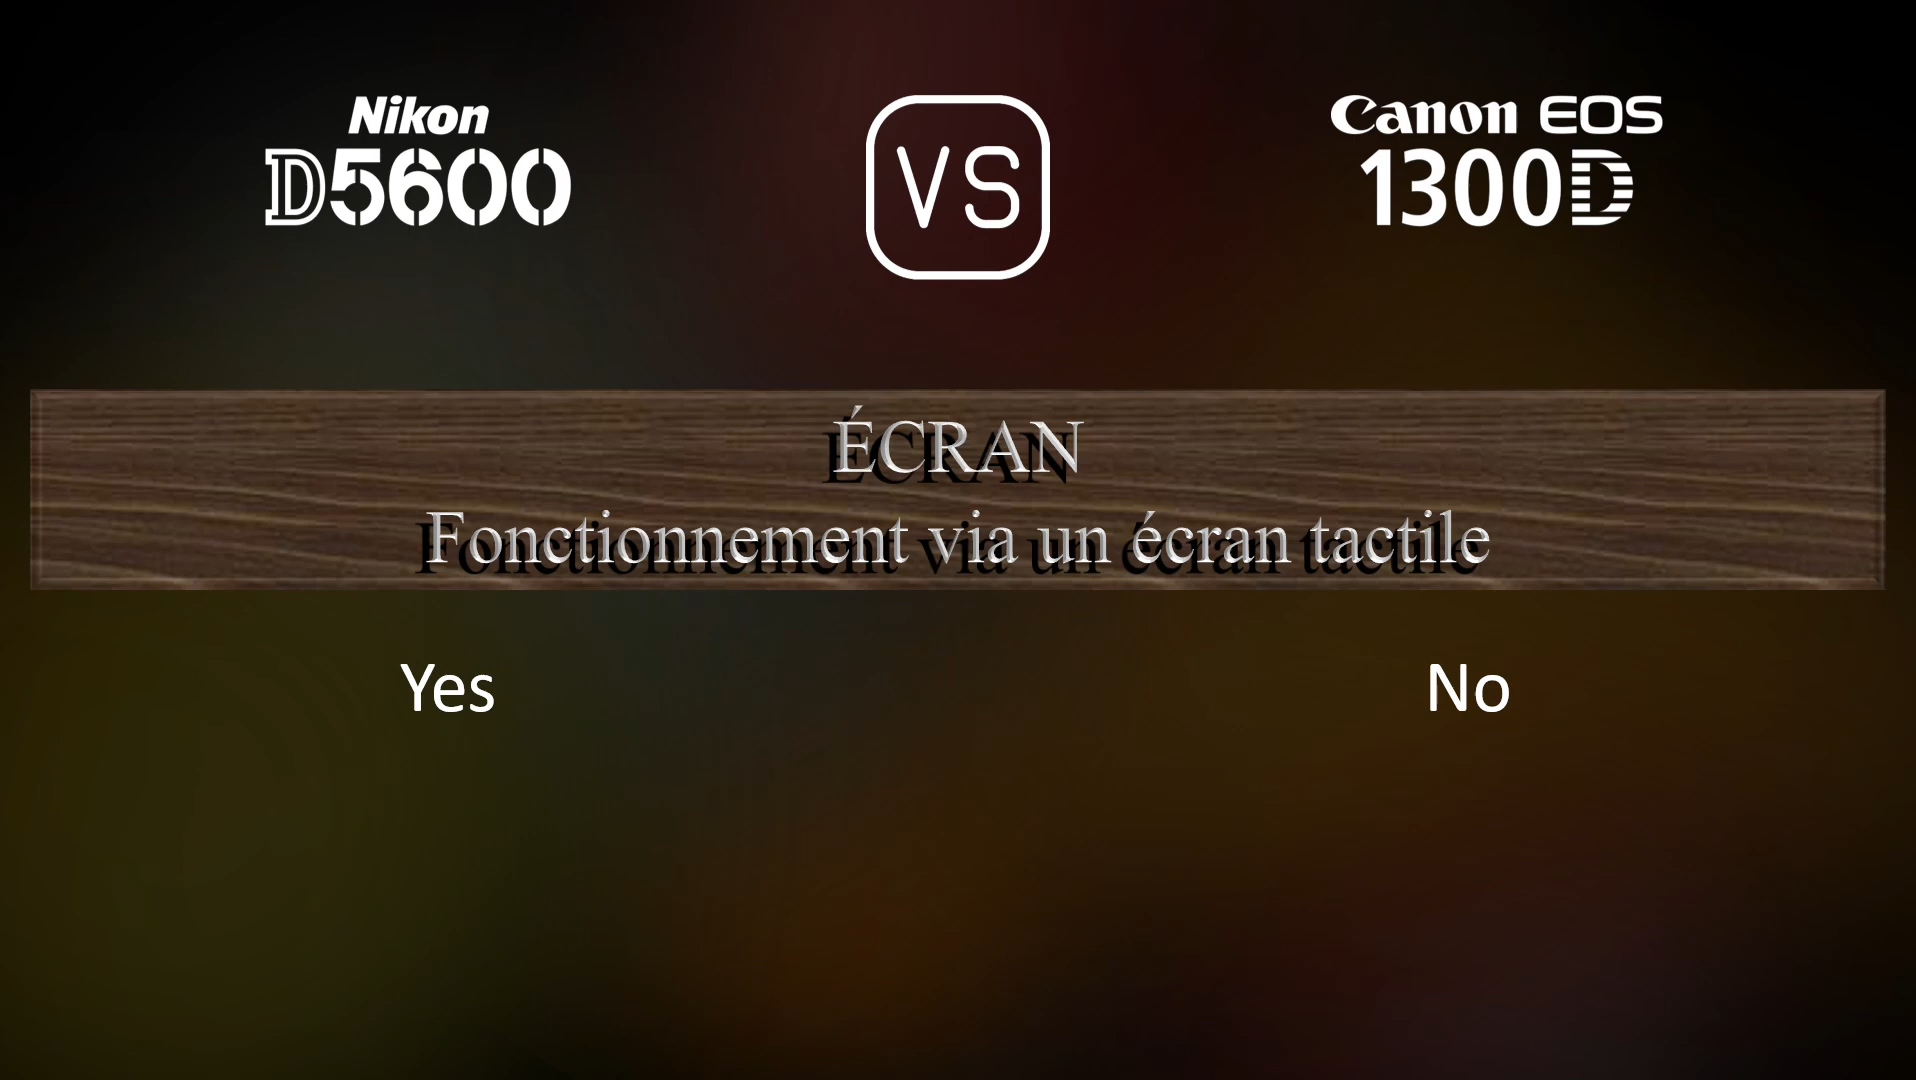 Nikon
D5600
VS
Canon EOS
1300D
ÉCRAN
Fonctionnement via un écran tactile
Yes
No